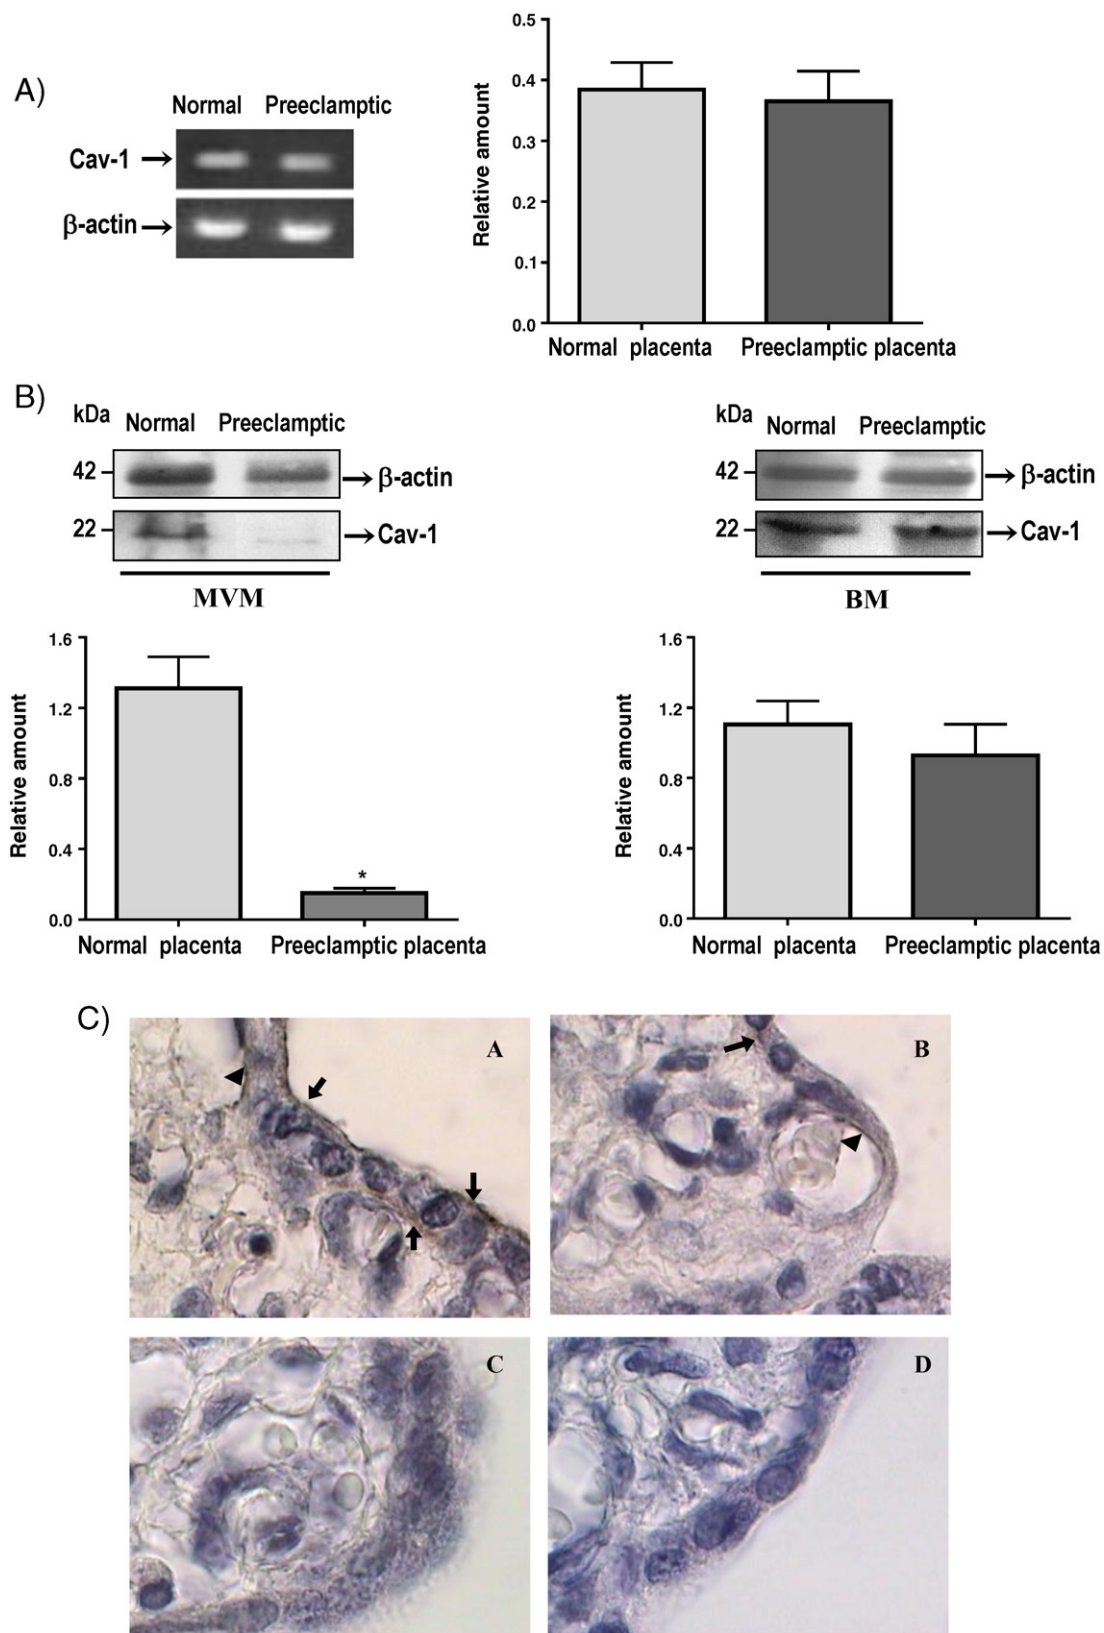 A)
Normal Preeclamptic
Cav-1
β-actin
0.5
0.4
0.3
0.2
0.1
0.0
Relative amount
Normal placenta Preeclamptic placenta
B)
kDa Normal Preeclamptic
42 β-actin
22 Cav-1
MVM
kDa Normal Preeclamptic
42 β-actin
22 Cav-1
BM
1.6
1.2
0.8
0.4
0.0
Relative amount
*
Normal placenta Preeclamptic placenta
1.6
1.2
0.8
0.4
0.0
Relative amount
Normal placenta Preeclamptic placenta
C)
A
B
C
D